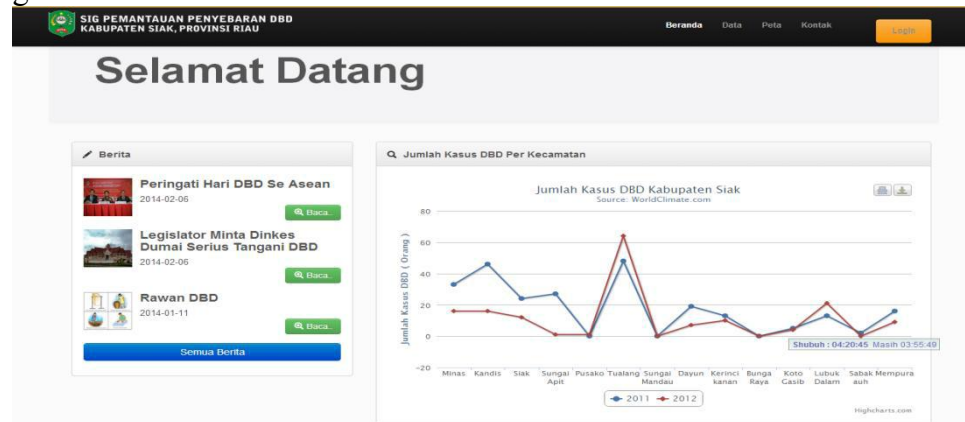 SIG PEMANTAUAN PENYEBARAN DBD
KABUPATEN SIAK, PROVINSI RIAU
Beranda Data Peta Kontak Login
Selamat Datang
Berita
Peringati Hari DBD Se Asean
2014-02-06
Baca..
Legislator Minta Dinkes
Dumai Serius Tangani DBD
2014-02-06
Baca..
Rawan DBD
2014-01-11
Baca..
Semua Berita
Jumlah Kasus DBD Per Kecamatan
Jumlah Kasus DBD Kabupaten Siak
Source: WorldClimate.com
Jumlah Kasus DBD ( Orang )
80
60
40
20
0
-20
Shubuh : 04:20:45 Masih 03:55:49
Minas Kandis Siak Sungai Apit Pusako Tualang Sungai Mandau Dayun Kerinci kanan Bunga Raya Koto Gasib Lubuk Dalam Sabak auh Mempura
2011 2012
Highcharts.com